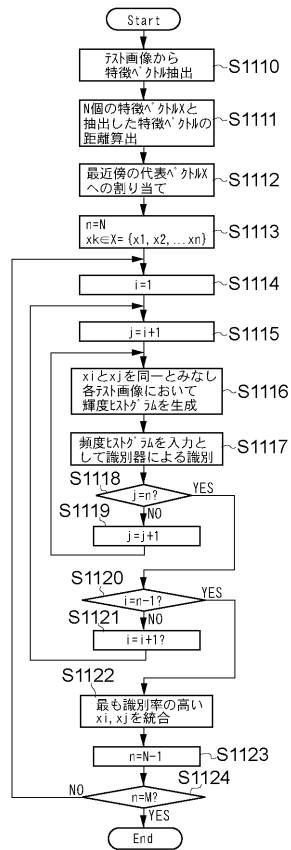 Start
テスト画像から
特徴ベクトル抽出
S1110
N個の特徴ベクトルXと
抽出した特徴ベクトルの
距離算出
S1111
最近傍の代表ベクトルX
への割り当て
S1112
n=N
xk∈X={x1, x2, ...xn}
S1113
i=1
S1114
j=i+1
S1115
xiとxjを同一とみなし
各テスト画像において
輝度ヒストグラムを生成
S1116
頻度ヒストグラムを入力と
して識別器による識別
S1117
S1118
j=n?
YES
NO
S1119
j=j+1
S1120
i=n-1?
YES
NO
S1121
i=i+1?
S1122
最も識別率の高い
xi, xjを統合
n=N-1
S1123
S1124
n=M?
NO
YES
End